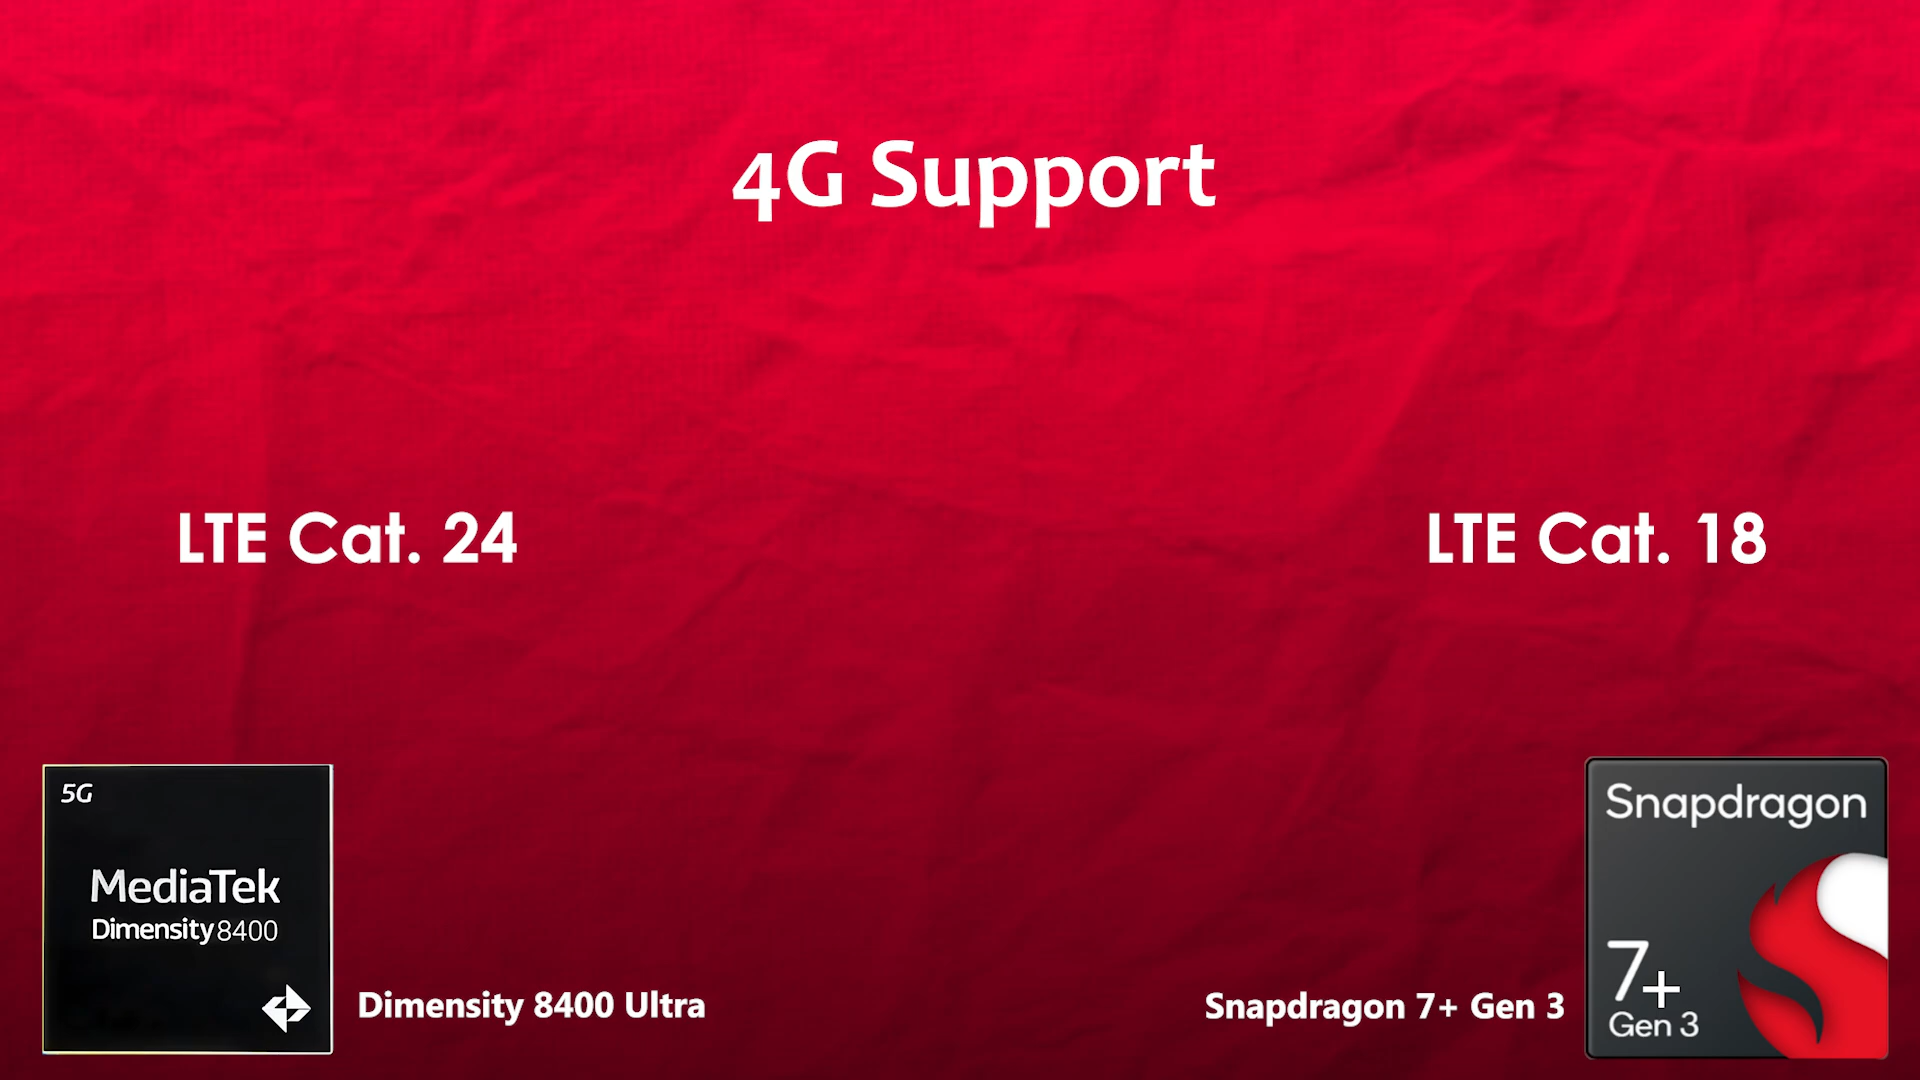 4G Support
LTE Cat. 24
LTE Cat. 18
5G
MediaTek
Dimensity 8400
Dimensity 8400 Ultra
Snapdragon 7+ Gen 3
Snapdragon
7+
Gen 3